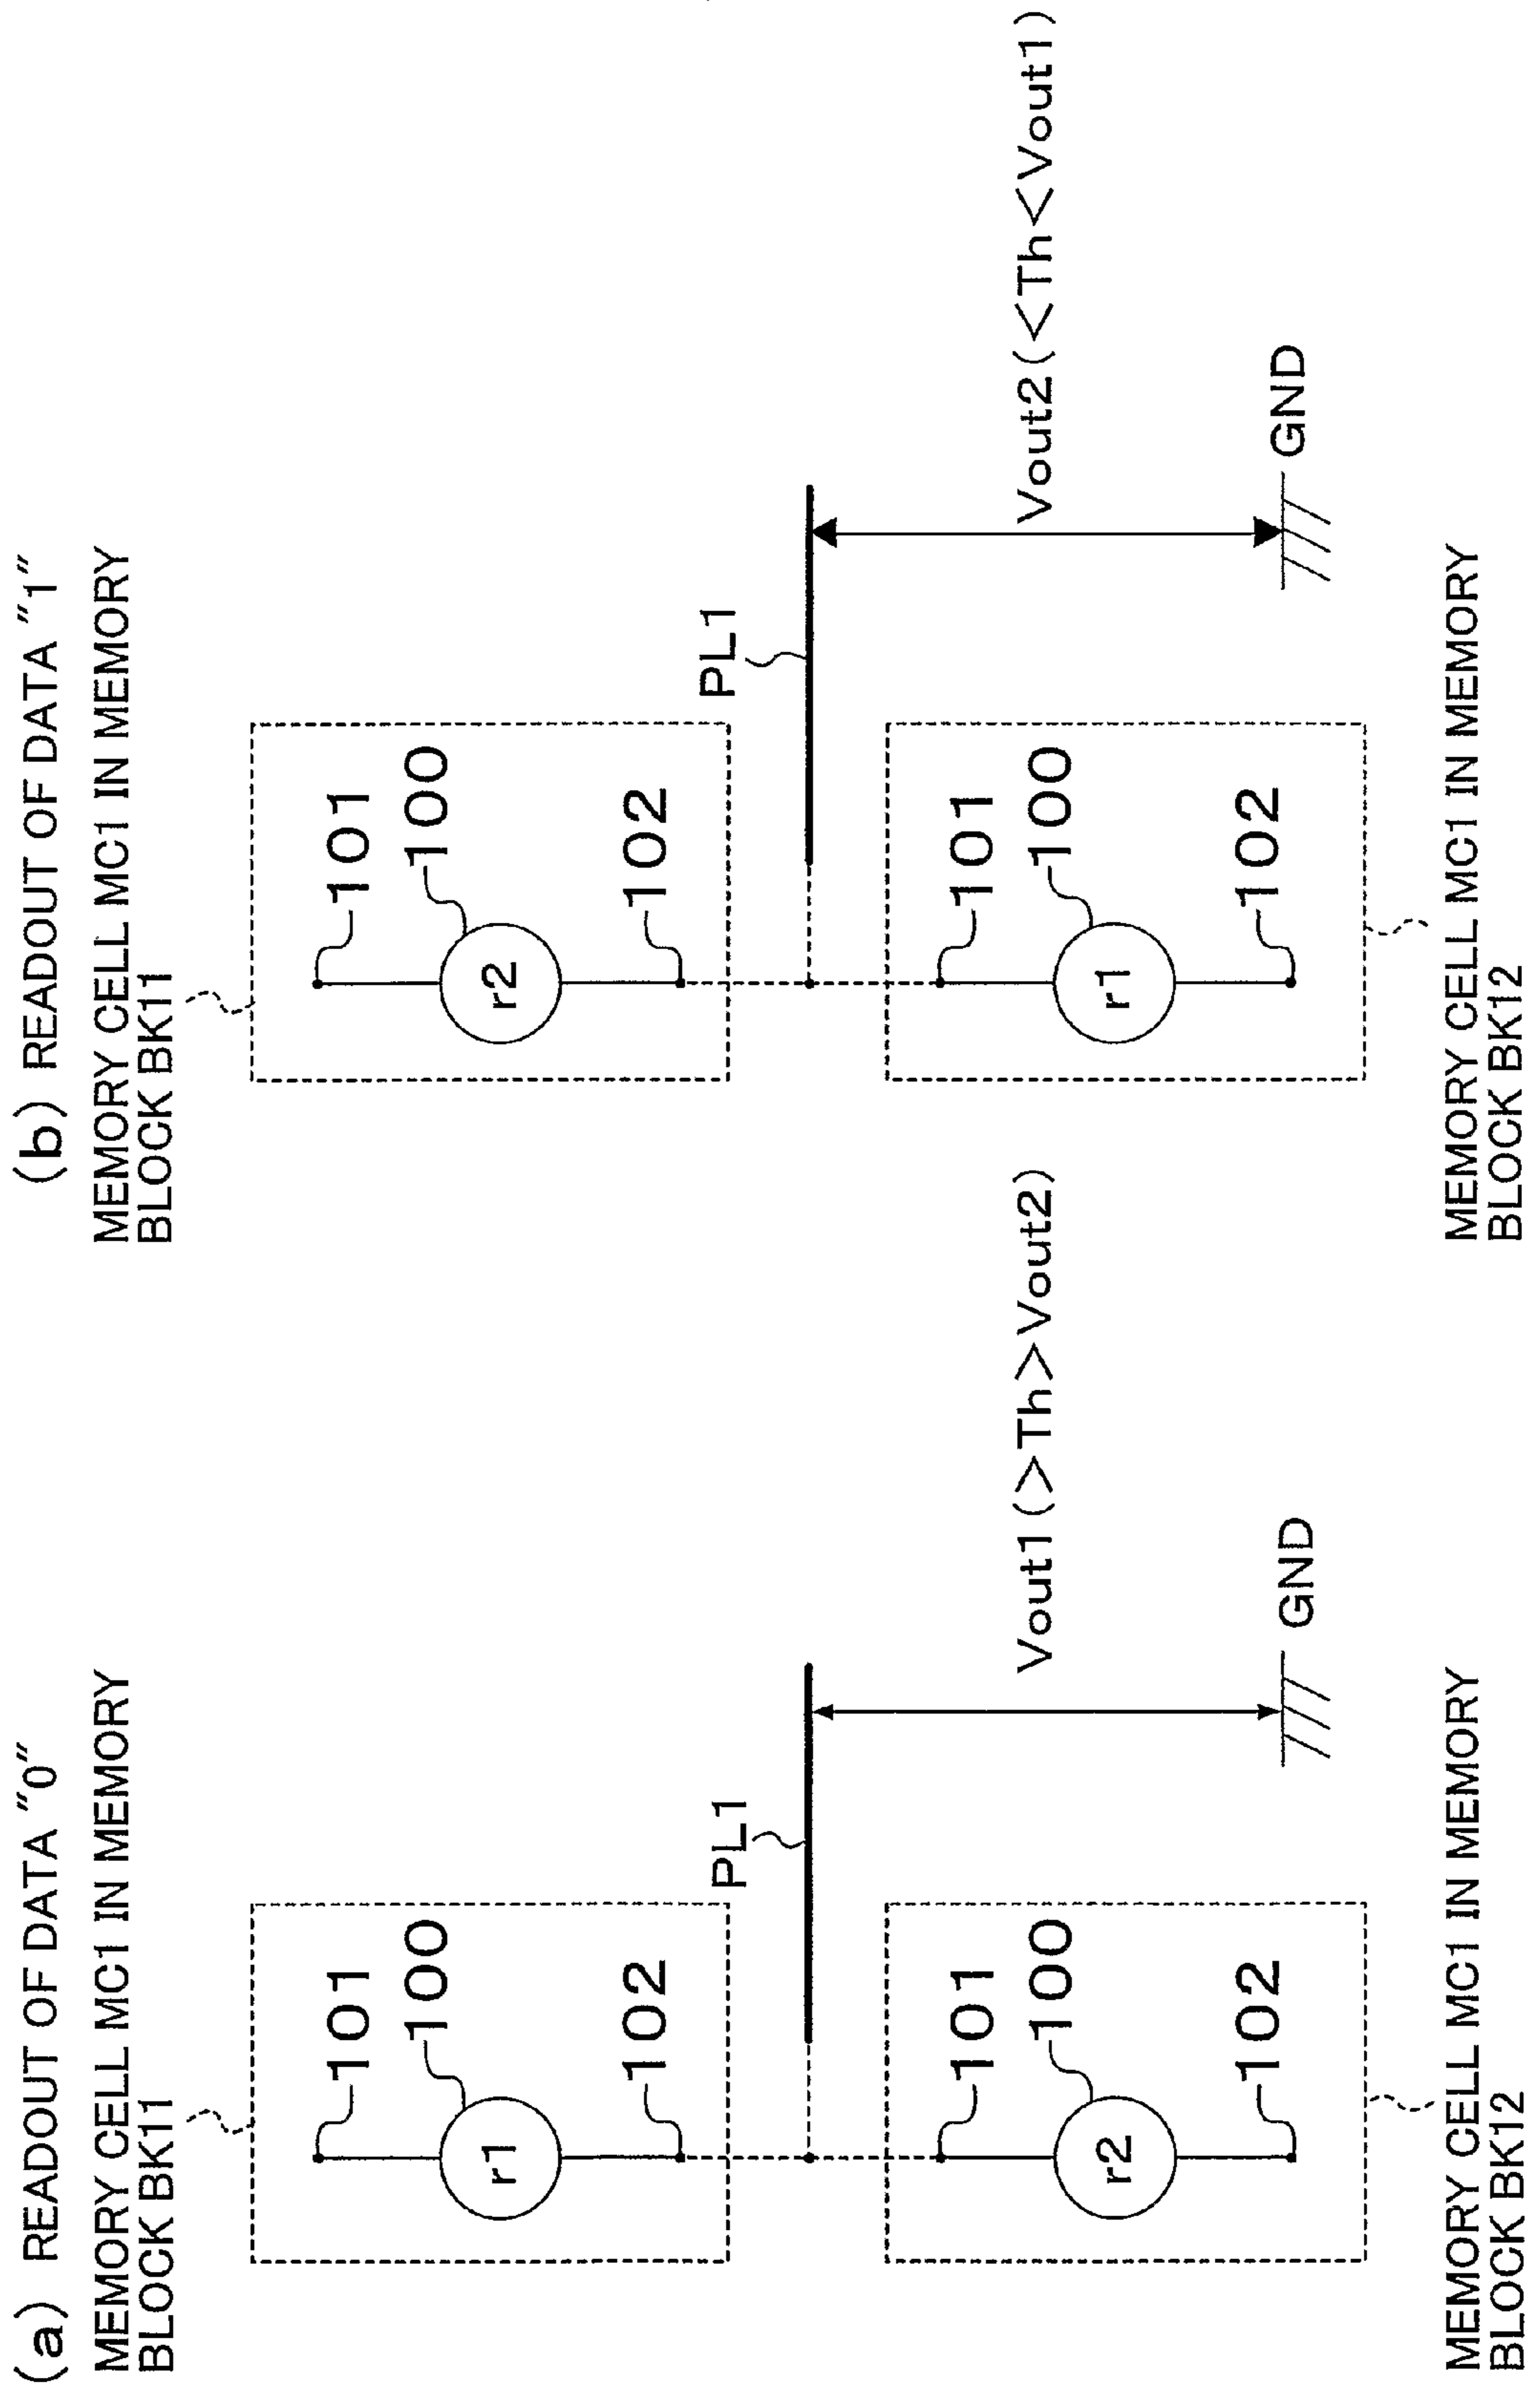 (a) READOUT OF DATA "0"
MEMORY CELL MC1 IN MEMORY
BLOCK BK11
101
100
r1
102
PL1
Vout1(>Th>Vout2)
101
100
r2
102
GND
MEMORY CELL MC1 IN MEMORY
BLOCK BK12
(b) READOUT OF DATA "1"
MEMORY CELL MC1 IN MEMORY
BLOCK BK11
101
100
r2
102
PL1
Vout2(<Th<Vout1)
101
100
r1
102
GND
MEMORY CELL MC1 IN MEMORY
BLOCK BK12